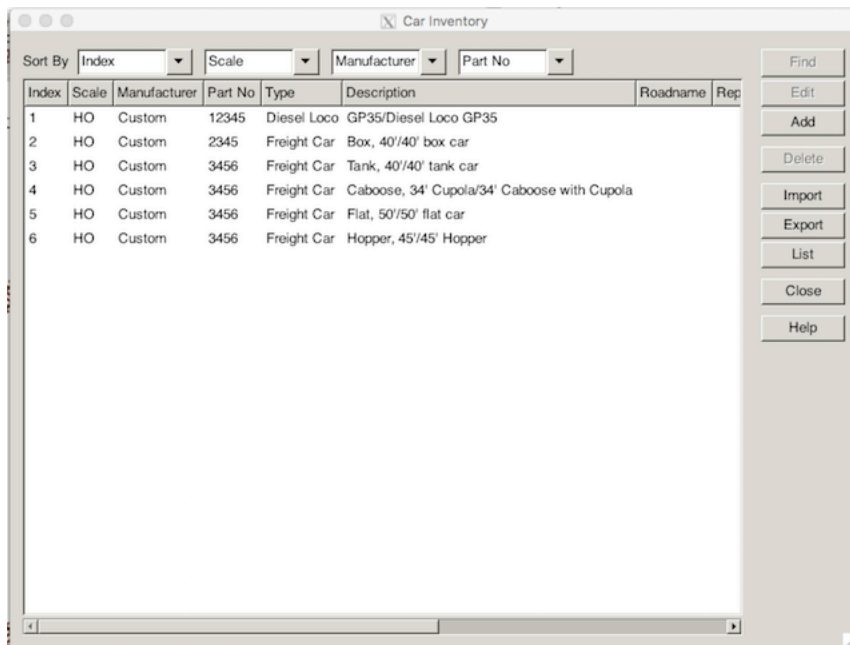 Car Inventory
Sort By Index Scale Manufacturer Part No
Find
Index Scale Manufacturer Part No Type Description Roadname Rep
Edit
1 HO Custom 12345 Diesel Loco GP35/Diesel Loco GP35
Add
2 HO Custom 2345 Freight Car Box, 40'/40' box car
3 HO Custom 3456 Freight Car Tank, 40'/40' tank car
Delete
4 HO Custom 3456 Freight Car Caboose, 34' Cupola/34' Caboose with Cupola
Import
5 HO Custom 3456 Freight Car Flat, 50'/50' flat car
Export
6 HO Custom 3456 Freight Car Hopper, 45'/45' Hopper
List
Close
Help